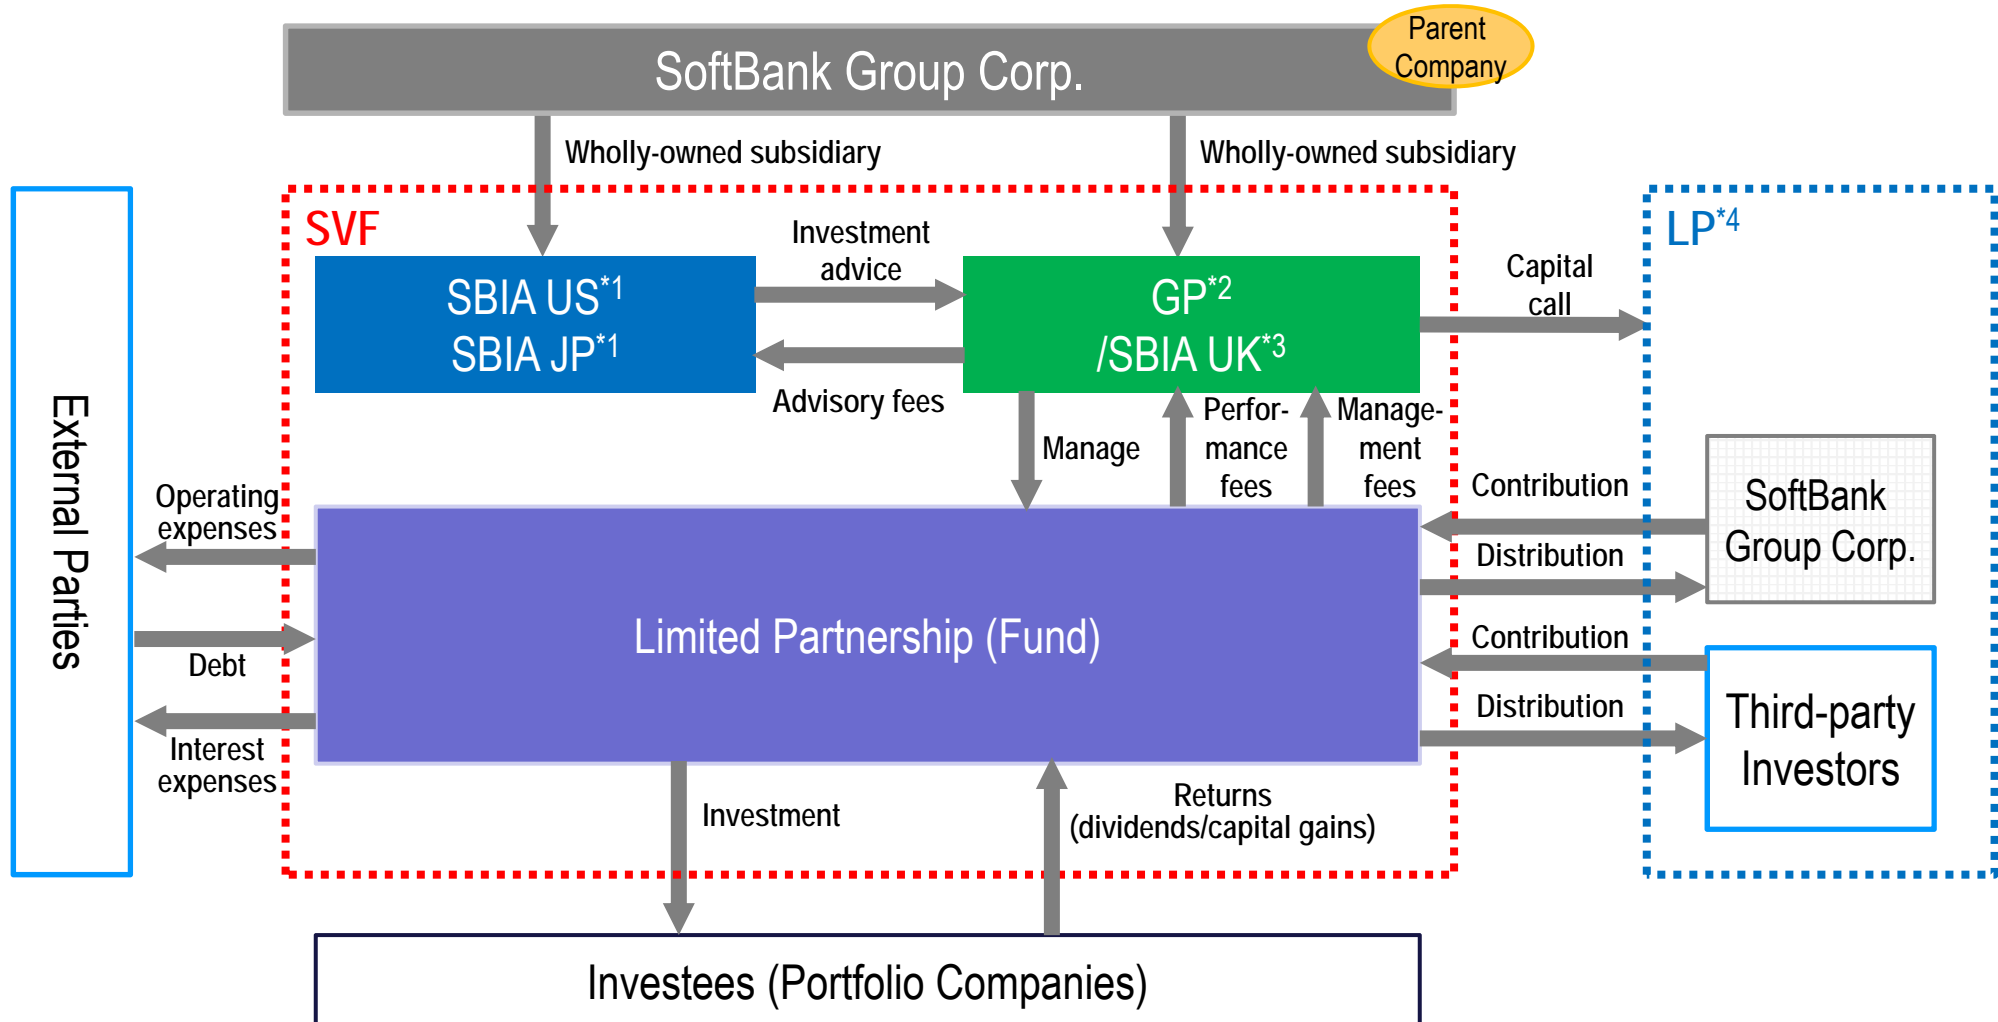 Parent
Company
SoftBank Group Corp.
Wholly-owned subsidiary
Wholly-owned subsidiary
SVF
LP*4
Investment
advice
SBIA US*1
SBIA JP*1
GP*2
/SBIA UK*3
Capital
call
Advisory fees
Manage
Perfor-
mance
fees
Manage-
ment
fees
External Parties
Operating
expenses
Debt
Interest
expenses
Limited Partnership (Fund)
Contribution
Distribution
SoftBank
Group Corp.
Contribution
Distribution
Third-party
Investors
Investment
Returns
(dividends/capital gains)
Investees (Portfolio Companies)